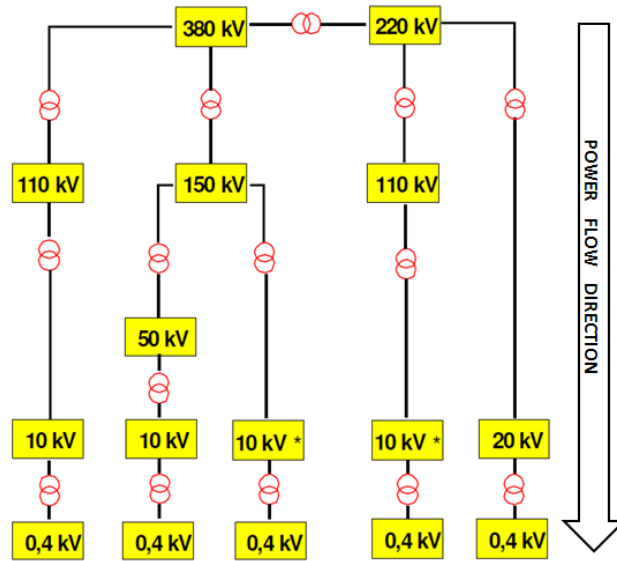 380 kV 220 kV
110 kV 150 kV 110 kV
50 kV
10 kV 10 kV 10 kV * 10 kV * 20 kV
0,4 kV 0,4 kV 0,4 kV 0,4 kV 0,4 kV
POWER FLOW DIRECTION